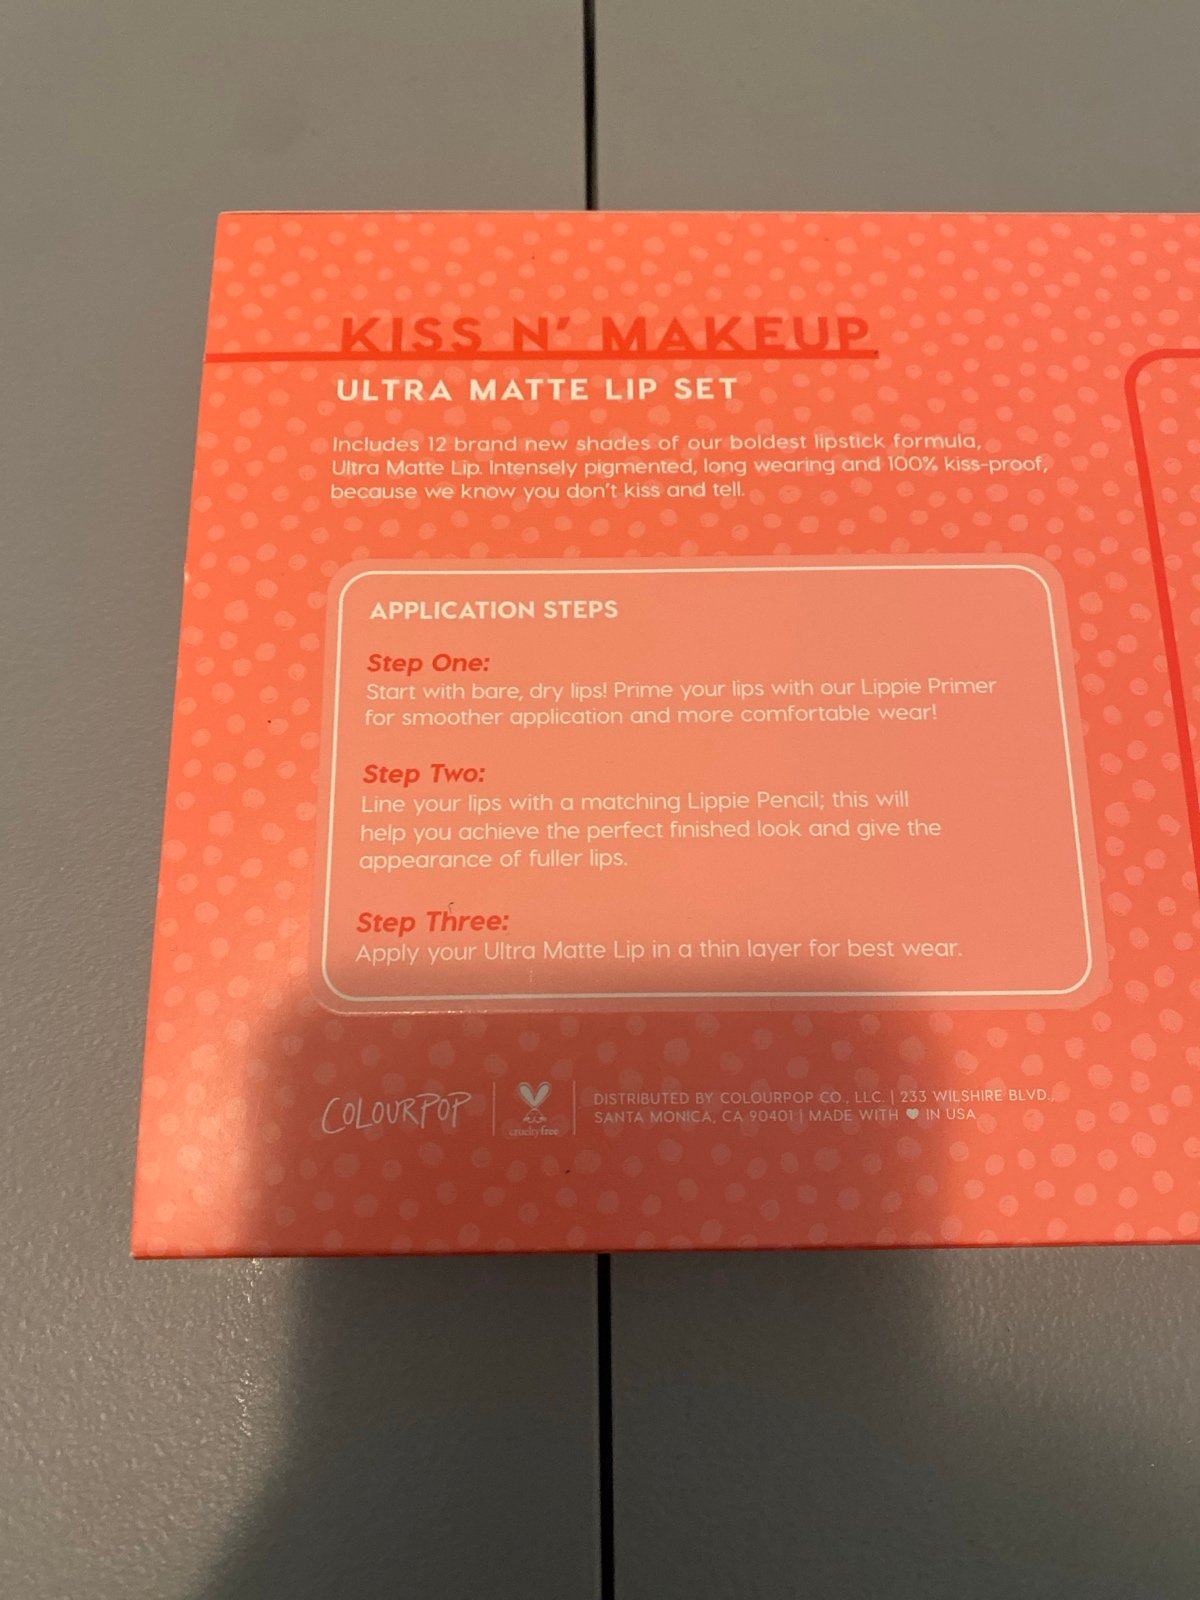 KISS N' MAKEUP
ULTRA MATTE LIP SET
Includes 12 brand new shades of our boldest lipstick formula,
Ultra Matte Lip. Intensely pigmented, long wearing and 100% kiss-proof,
because we know you don't kiss and tell.
APPLICATION STEPS
Step One:
Start with bare, dry lips! Prime your lips with our Lippie Primer
for smoother application and more comfortable wear!
Step Two:
Line your lips with a matching Lippie Pencil; this will
help you achieve the perfect finished look and give the
appearance of fuller lips.
Step Three:
Apply your Ultra Matte Lip in a thin layer for best wear.
COLOURPOP
crueltyfree
DISTRIBUTED BY COLOURPOP CO., LLC. | 233 WILSHIRE BLVD.,
SANTA MONICA, CA 90401 | MADE WITH ♥ IN USA